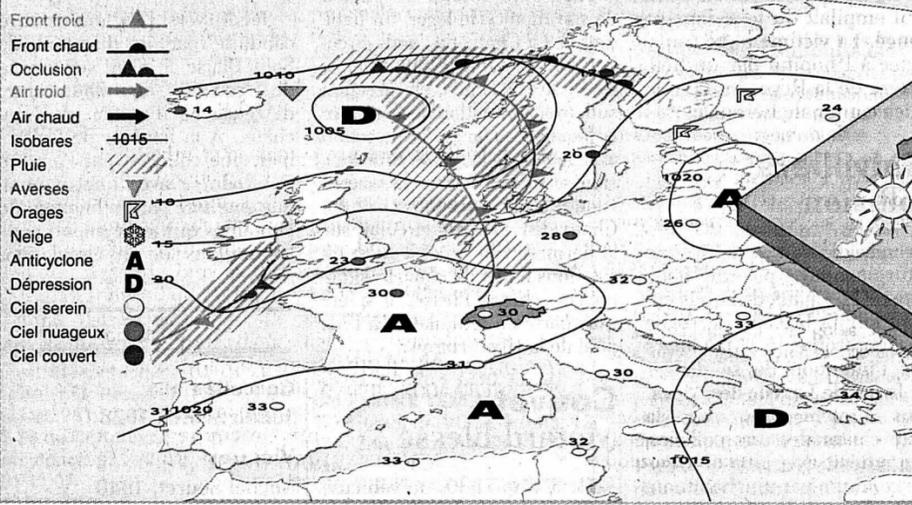 Front froid
Front chaud
Occlusion
Air froid
Air chaud
Isobares 1015
Pluie
Averses
Orages
Neige
Anticyclone A
Dépression D
Ciel serein
Ciel nuageux
Ciel couvert
1010
14
D
1005
17
24
20
1020
A
10
26
15
28
23
20
30
32
30
A
33
31
30
34
31 1020
33
A
D
32
33
1015